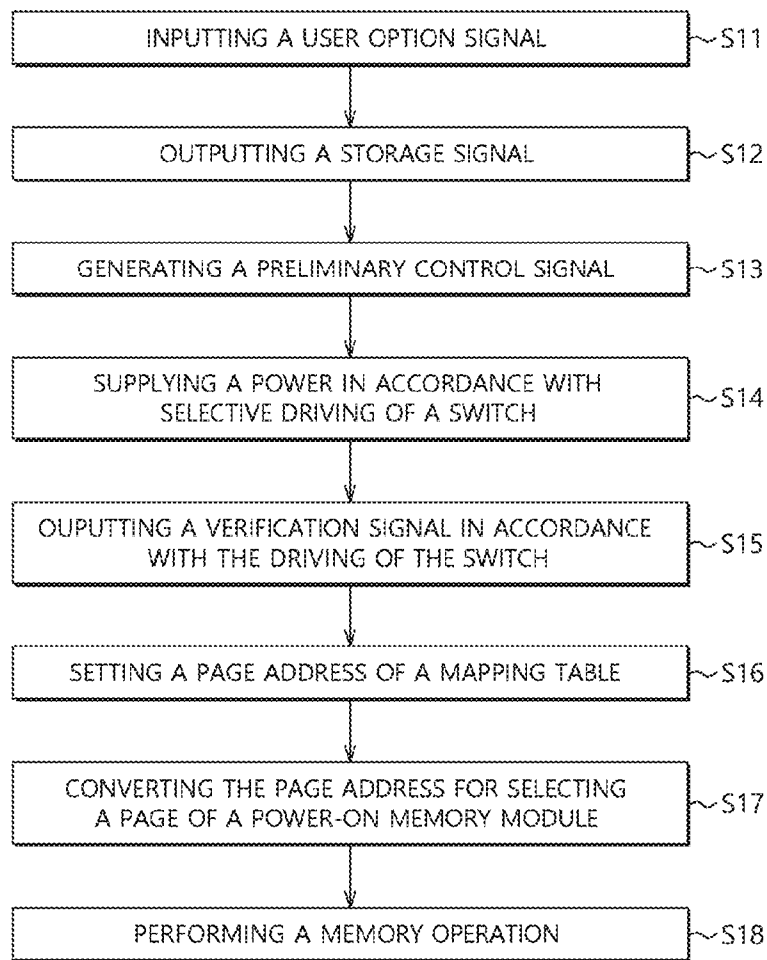 INPUTTING A USER OPTION SIGNAL
S11
OUTPUTTING A STORAGE SIGNAL
S12
GENERATING A PRELIMINARY CONTROL SIGNAL
S13
SUPPLYING A POWER IN ACCORDANCE WITH
SELECTIVE DRIVING OF A SWITCH
S14
OUPUTTING A VERIFICATION SIGNAL IN ACCORDANCE
WITH THE DRIVING OF THE SWITCH
S15
SETTING A PAGE ADDRESS OF A MAPPING TABLE
S16
CONVERTING THE PAGE ADDRESS FOR SELECTING
A PAGE OF A POWER-ON MEMORY MODULE
S17
PERFORMING A MEMORY OPERATION
S18